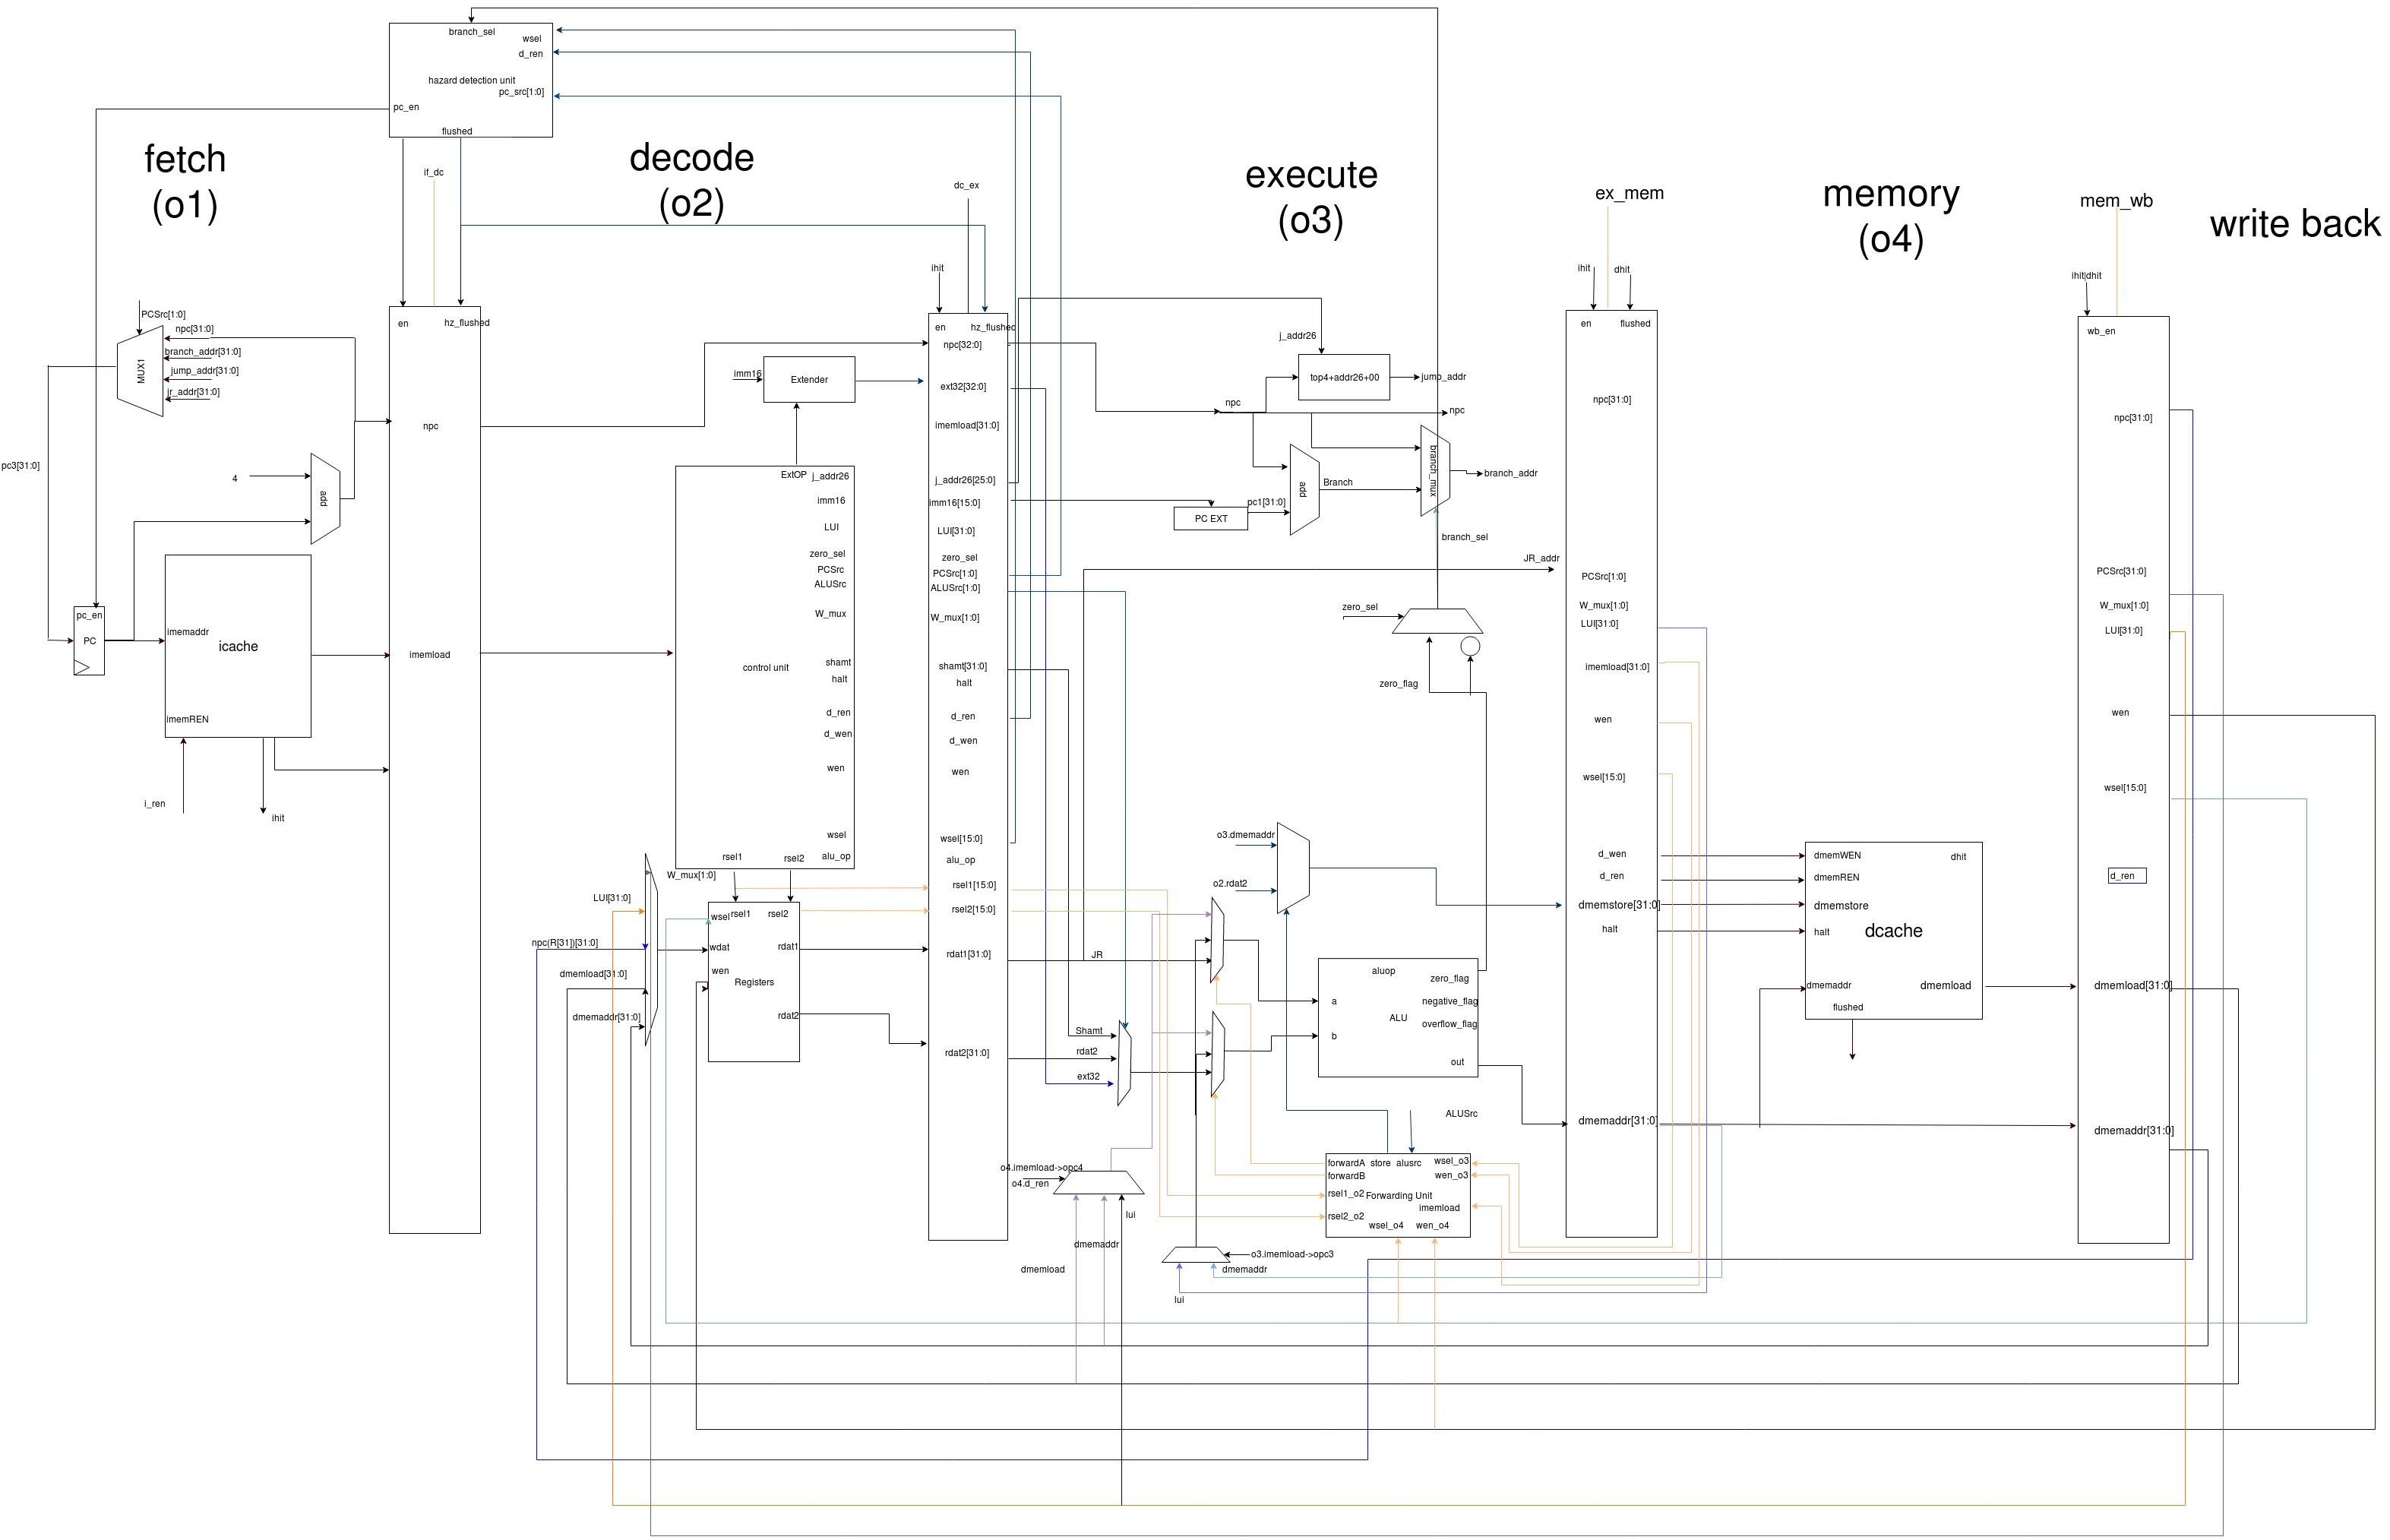 branch_sel
wsel
d_ren
hazard detection unit
pc_src[1:0]
pc_en
flushed
fetch
(o1)
if_dc
decode
(o2)
dc_ex
execute
(o3)
ex_mem
memory
(o4)
mem_wb
write back
PCSrc[1:0]
npc[31:0]
branch_addr[31:0]
jump_addr[31:0]
jr_addr[31:0]
MUX1
pc3[31:0]
4
add
pc_en
PC
imemaddr
icache
imemREN
i_ren
ihit
en
hz_flushed
npc
imemload
imm16
Extender
ExtOP
j_addr26
imm16
LUI
zero_sel
PCSrc
ALUSrc
W_mux
control unit
shamt
halt
d_ren
d_wen
wen
wsel
rsel1
rsel2
alu_op
W_mux[1:0]
LUI[31:0]
npc(R[31])[31:0]
dmemload[31:0]
dmemaddr[31:0]
wsel
rsel1
rsel2
wdat
rdat1
wen
Registers
rdat2
ihit
en
hz_flushed
npc[32:0]
ext32[32:0]
imemload[31:0]
j_addr26[25:0]
imm16[15:0]
LUI[31:0]
zero_sel
PCSrc[1:0]
ALUSrc[1:0]
W_mux[1:0]
shamt[31:0]
halt
d_ren
d_wen
wen
wsel[15:0]
alu_op
rsel1[15:0]
rsel2[15:0]
rdat1[31:0]
rdat2[31:0]
j_addr26
top4+addr26+00
jump_addr
npc
npc
branch_mux
branch_addr
add
Branch
pc1[31:0]
PC EXT
branch_sel
JR_addr
zero_sel
zero_flag
o3.dmemaddr
o2.rdat2
JR
Shamt
rdat2
ext32
aluop
zero_flag
a
negative_flag
ALU
overflow_flag
b
out
ALUSrc
o4.imemload->opc4
o4.d_ren
lui
dmemaddr
dmemload
forwardA
store
alusrc
wsel_o3
forwardB
wen_o3
rsel1_o2
Forwarding Unit
imemload
rsel2_o2
wsel_o4
wen_o4
o3.imemload->opc3
dmemaddr
lui
ihit
dhit
en
flushed
npc[31:0]
PCSrc[1:0]
W_mux[1:0]
LUI[31:0]
imemload[31:0]
wen
wsel[15:0]
d_wen
d_ren
dmemstore[31:0]
halt
dmemaddr[31:0]
dmemWEN
dhit
dmemREN
dmemstore
halt
dcache
dmemaddr
dmemload
flushed
ihit|dhit
wb_en
npc[31:0]
PCSrc[31:0]
W_mux[1:0]
LUI[31:0]
wen
wsel[15:0]
d_ren
dmemload[31:0]
dmemaddr[31:0]